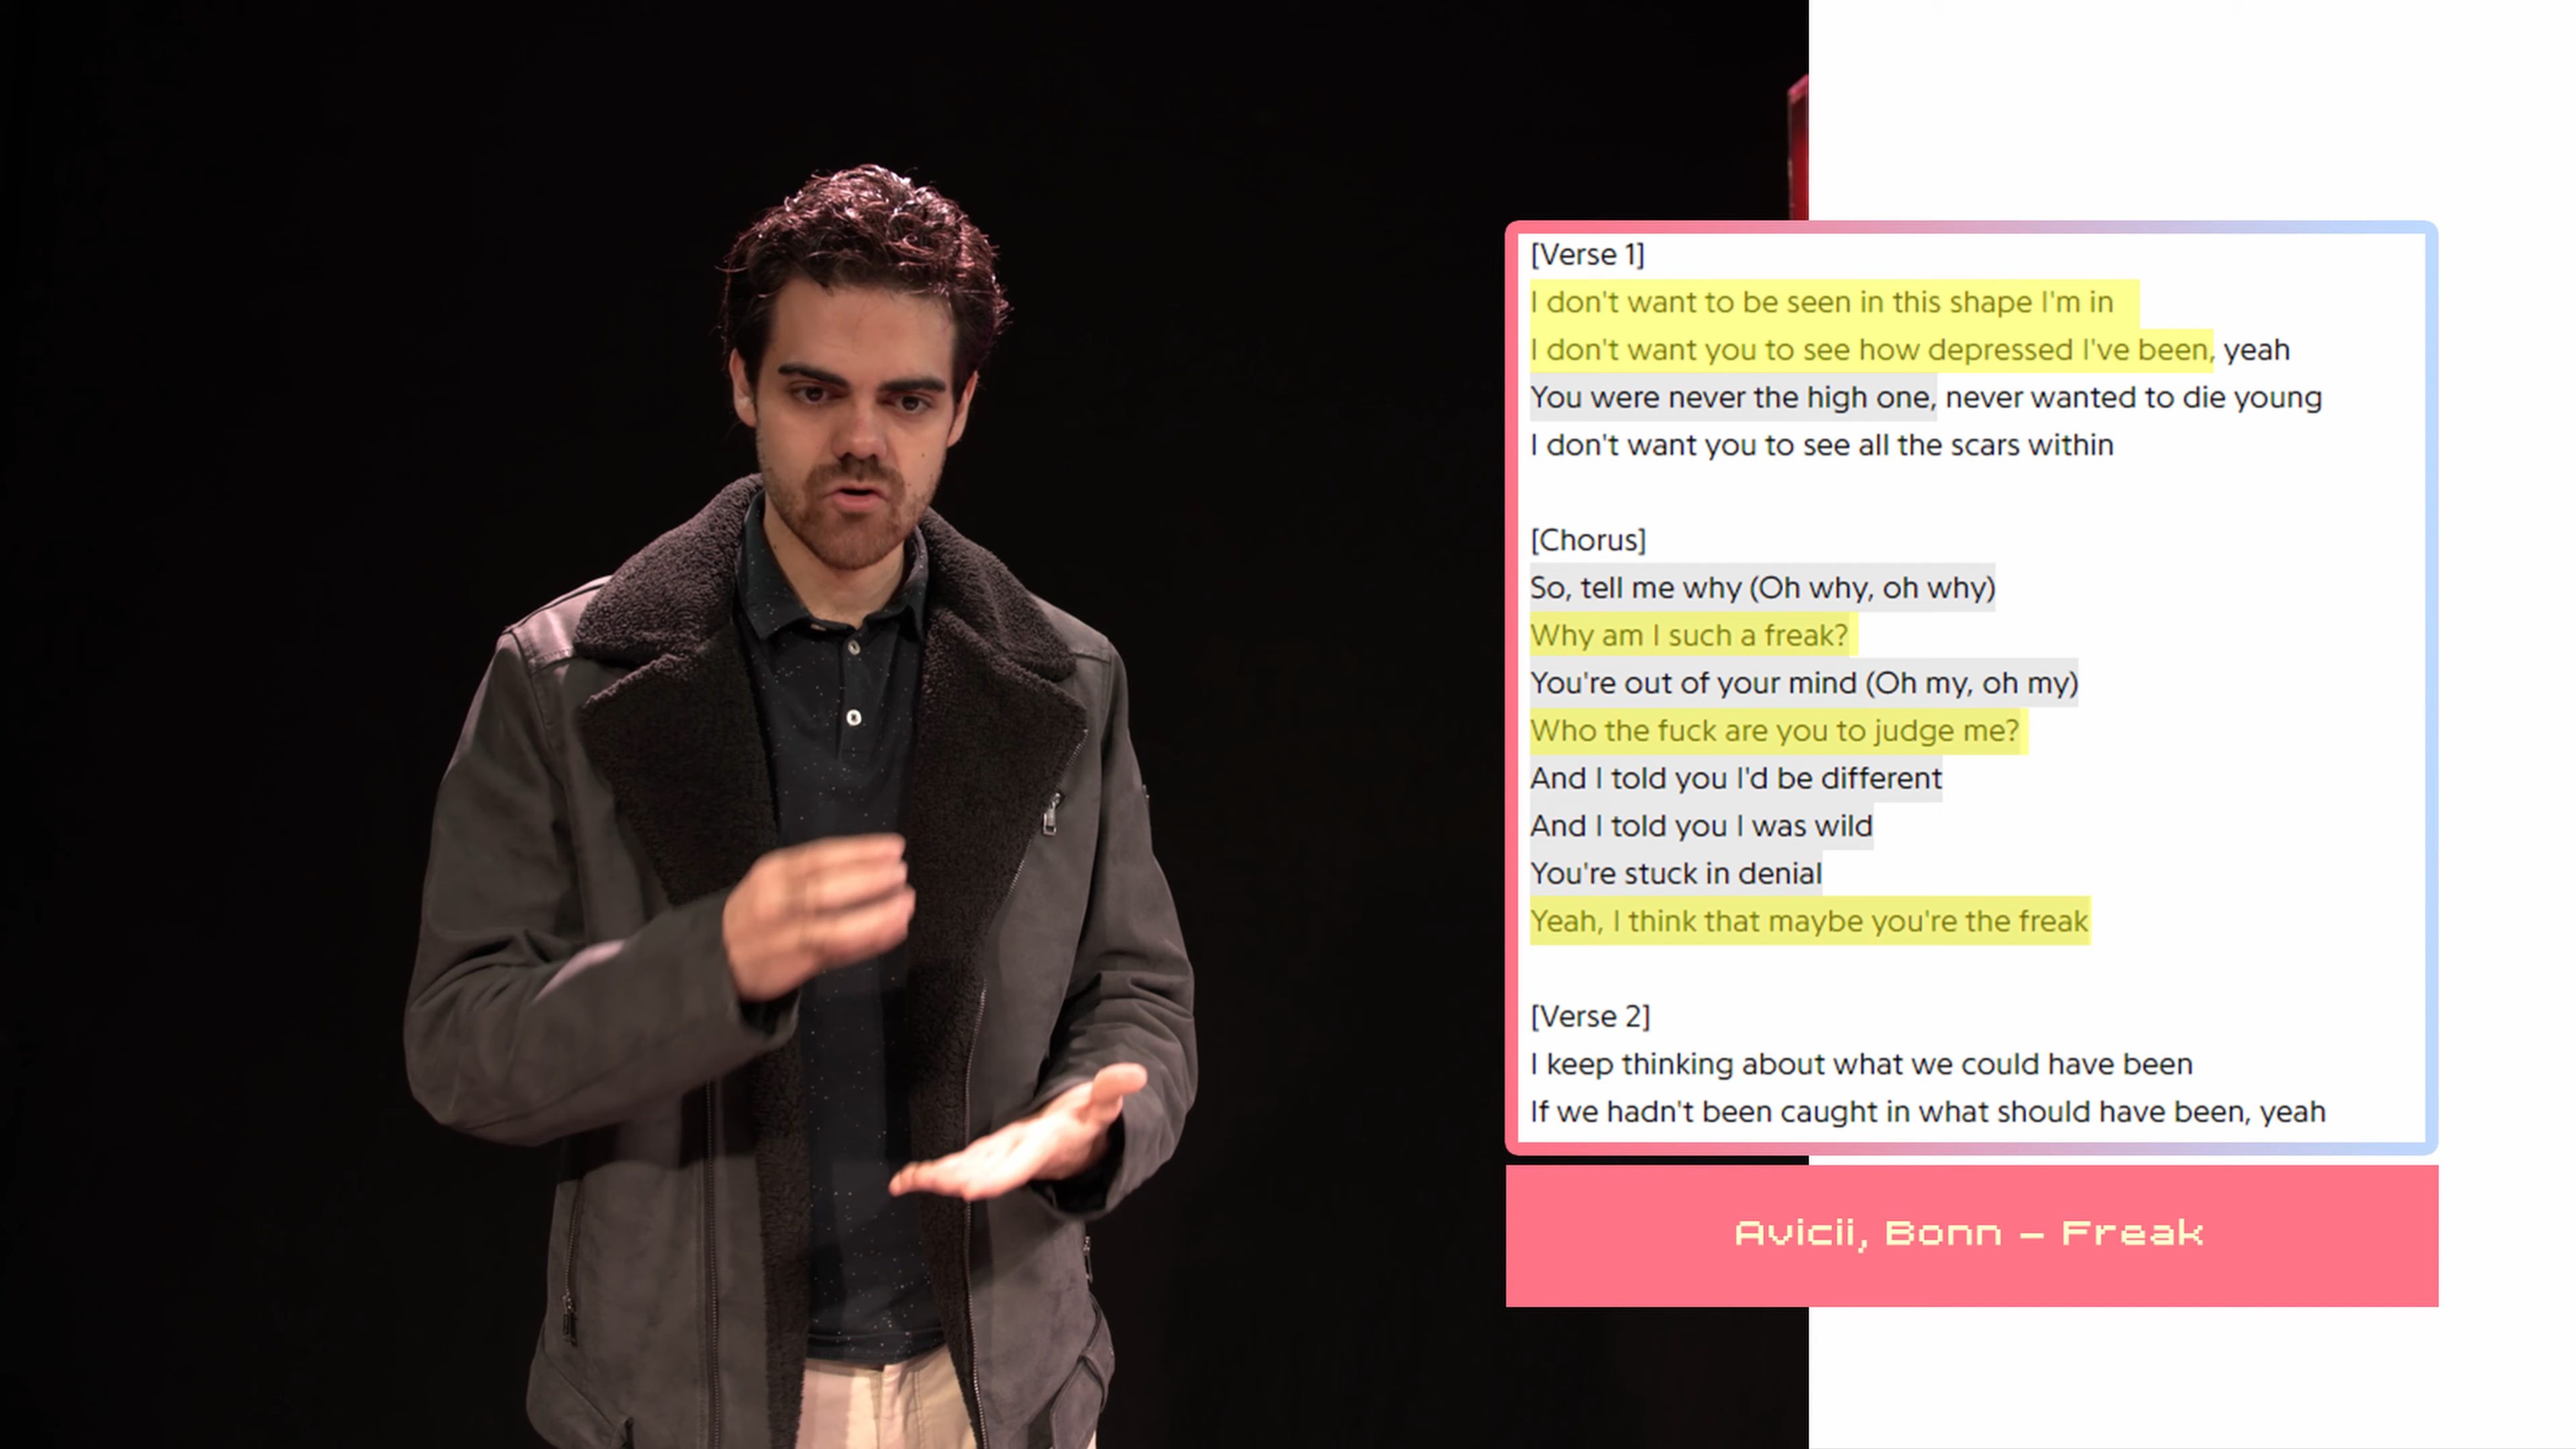 [Verse 1]
I don't want to be seen in this shape I'm in
I don't want you to see how depressed I've been, yeah
You were never the high one, never wanted to die young
I don't want you to see all the scars within
[Chorus]
So, tell me why (Oh why, oh why)
Why am I such a freak?
You're out of your mind (Oh my, oh my)
Who the fuck are you to judge me?
And I told you I'd be different
And I told you I was wild
You're stuck in denial
Yeah, I think that maybe you're the freak
[Verse 2]
I keep thinking about what we could have been
If we hadn't been caught in what should have been, yeah
Avicii, Bonn – Freak